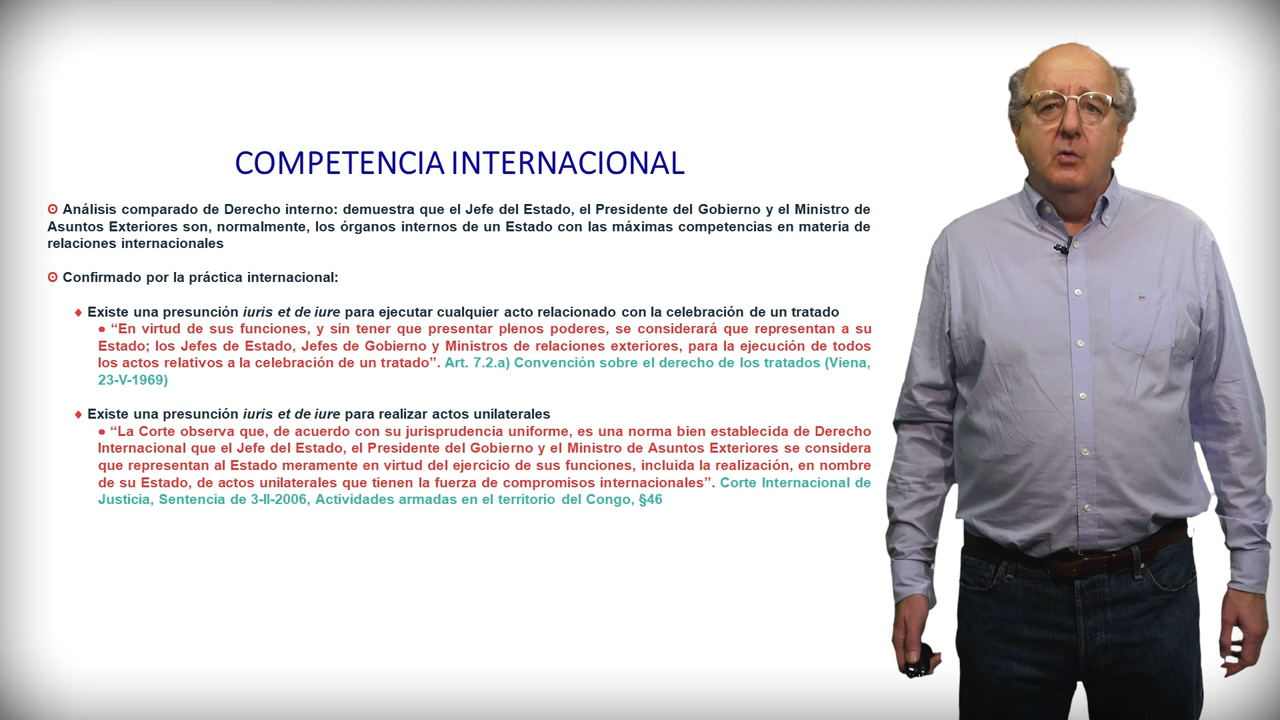 COMPETENCIA INTERNACIONAL
ʘ Análisis comparado de Derecho interno: demuestra que el Jefe del Estado, el Presidente del Gobierno y el Ministro de
Asuntos Exteriores son, normalmente, los órganos internos de un Estado con las máximas competencias en materia de
relaciones internacionales
ʘ Confirmado por la práctica internacional:
♦ Existe una presunción iuris et de iure para ejecutar cualquier acto relacionado con la celebración de un tratado
● “En virtud de sus funciones, y sin tener que presentar plenos poderes, se considerará que representan a su
Estado; los Jefes de Estado, Jefes de Gobierno y Ministros de relaciones exteriores, para la ejecución de todos
los actos relativos a la celebración de un tratado”. Art. 7.2.a) Convención sobre el derecho de los tratados (Viena,
23-V-1969)
♦ Existe una presunción iuris et de iure para realizar actos unilaterales
● “La Corte observa que, de acuerdo con su jurisprudencia uniforme, es una norma bien establecida de Derecho
Internacional que el Jefe del Estado, el Presidente del Gobierno y el Ministro de Asuntos Exteriores se considera
que representan al Estado meramente en virtud del ejercicio de sus funciones, incluida la realización, en nombre
de su Estado, de actos unilaterales que tienen la fuerza de compromisos internacionales”. Corte Internacional de
Justicia, Sentencia de 3-II-2006, Actividades armadas en el territorio del Congo, §46